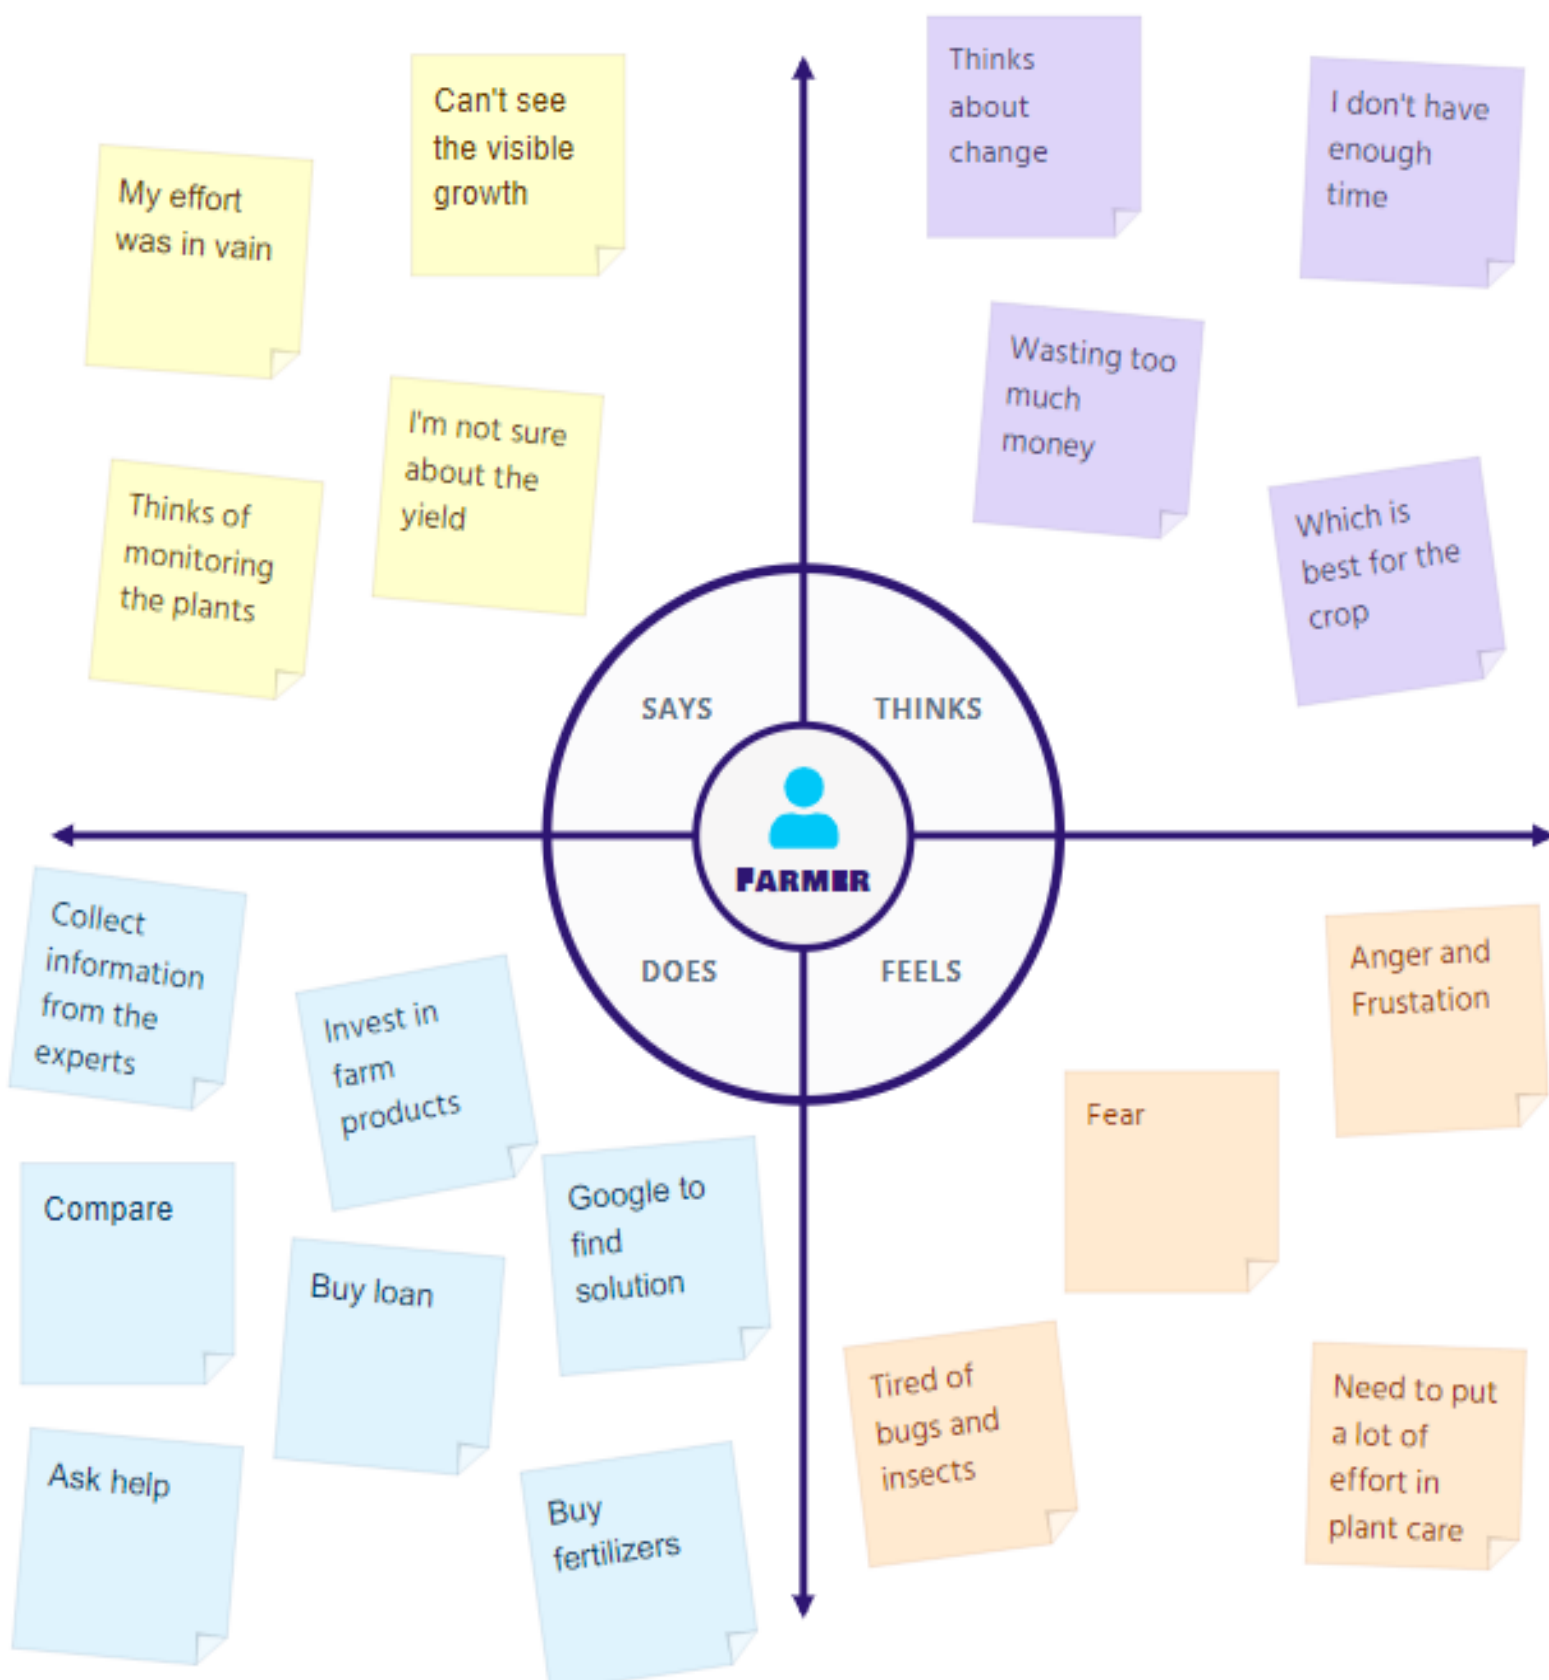 Can't see
the visible
growth
My effort
was in vain
I'm not sure
about the
yield
Thinks of
monitoring
the plants
Thinks
about
change
I don't have
enough
time
Wasting too
much
money
Which is
best for the
crop
SAYS
THINKS
FARMER
DOES
FEELS
Collect
information
from the
experts
Invest in
farm
products
Compare
Google to
find
solution
Buy loan
Ask help
Buy
fertilizers
Anger and
Frustation
Fear
Tired of
bugs and
insects
Need to put
a lot of
effort in
plant care